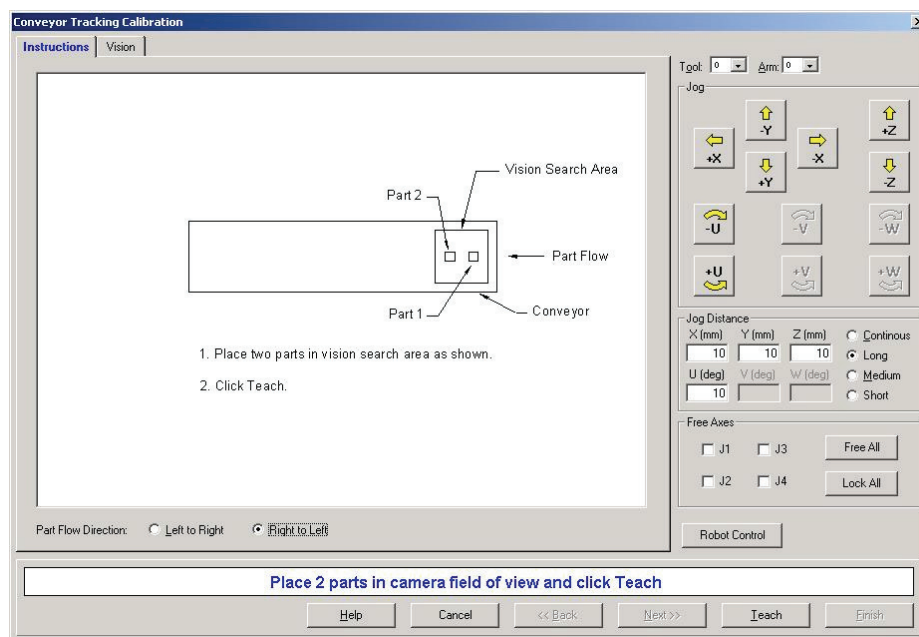 Conveyor Tracking Calibration
Instructions Vision
Vision Search Area
Part 2
Part Flow
Part 1
Conveyor
1. Place two parts in vision search area as shown.
2. Click Teach.
Part Flow Direction: Left to Right Right to Left
Tool: 0 Arm: 0
Jog
-Y +Z
+X -X
+Y -Z
-U -V -W
+U +V +W
Jog Distance
X (mm) Y (mm) Z (mm) Continous
10 10 10 Long
U (deg) V (deg) W (deg) Medium
10 Short
Free Axes
J1 J3 Free All
J2 J4 Lock All
Robot Control
Place 2 parts in camera field of view and click Teach
Help Cancel << Back Next >> Teach Finish